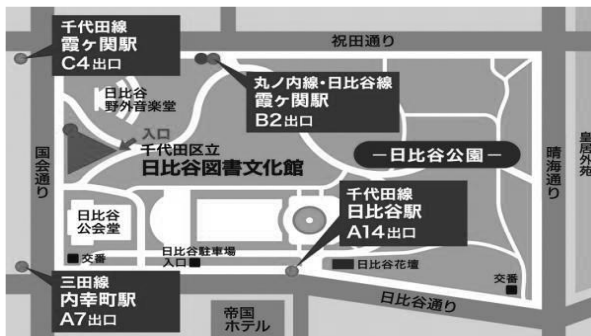 千代田線
霞ヶ関駅
C4出口
祝田通り
丸ノ内線・日比谷線
霞ヶ関駅
B2出口
日比谷
野外音楽堂
入口
千代田区立
日比谷図書文化館
ー日比谷公園ー
国会通り
晴海通り
皇居外苑
千代田線
日比谷駅
A14出口
日比谷
公会堂
交番
日比谷駐車場
入口
日比谷花壇
交番
三田線
内幸町駅
A7出口
日比谷通り
帝国
ホテル